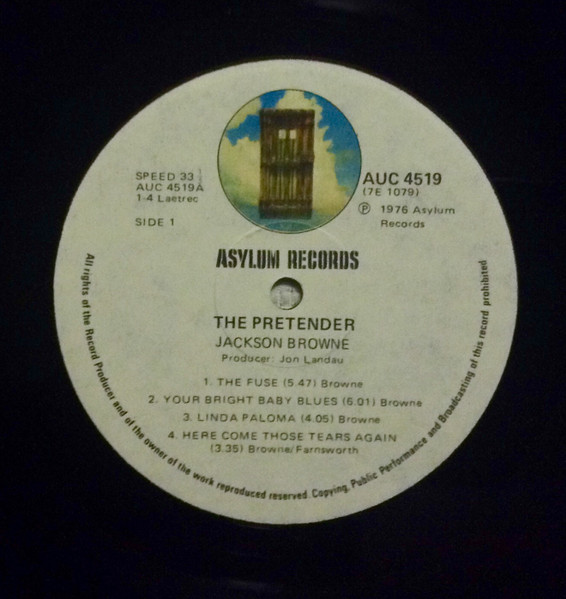 SPEED 33⅓
AUC 4519A
1-4 Laetrec
SIDE 1
AUC 4519
(7E 1079)
Ⓟ 1976 Asylum
Records
ASYLUM RECORDS
THE PRETENDER
JACKSON BROWNE
Producer: Jon Landau
1. THE FUSE (5.47) Browne
2. YOUR BRIGHT BABY BLUES (6.01) Browne
3. LINDA PALOMA (4.05) Browne
4. HERE COME THOSE TEARS AGAIN
(3.35) Browne/Farnsworth
All rights of the Record Producer and of the owner of the work reproduced reserved. Copying, Public Performance and Broadcasting of this record prohibited